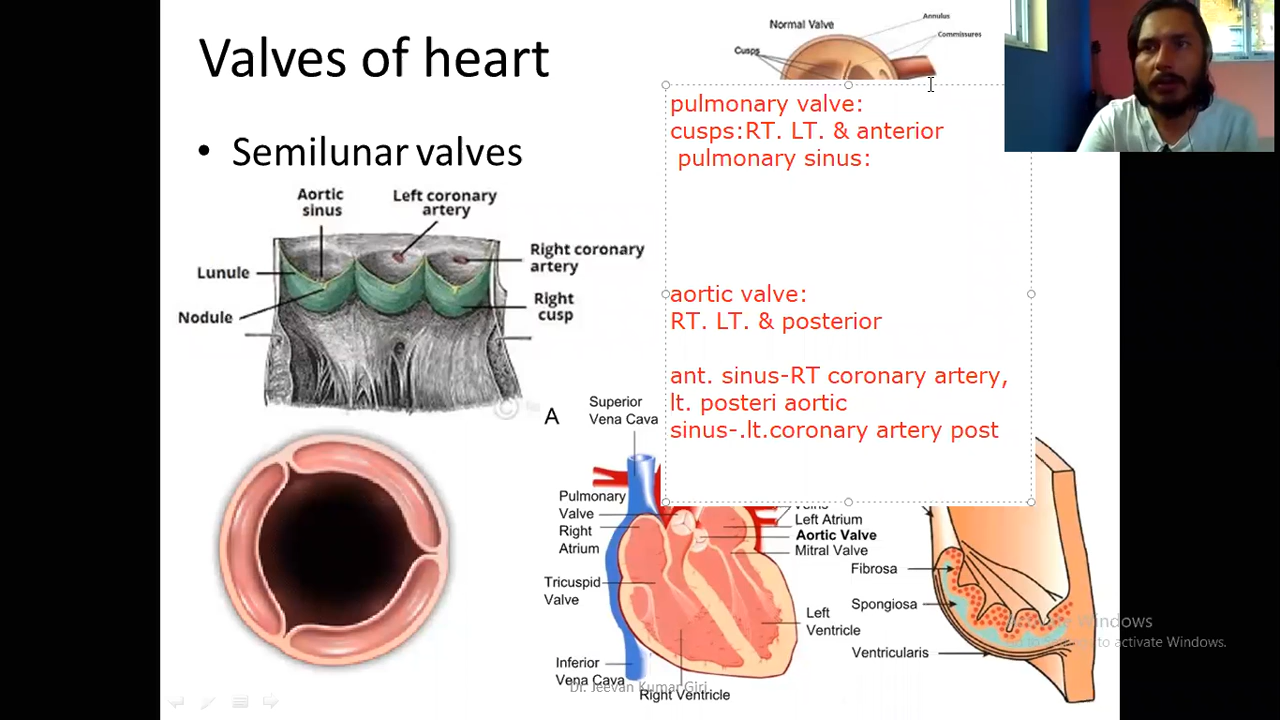 Valves of heart
• Semilunar valves
Aortic
sinus
Left coronary
artery
Right coronary
artery
Lunule
Nodule
Right
cusp
Normal Valve
Annulus
Commissures
Cusps
pulmonary valve:
cusps:RT. LT. & anterior
pulmonary sinus:
aortic valve:
RT. LT. & posterior
ant. sinus-RT coronary artery,
lt. posteri aortic
sinus-.lt.coronary artery post
A
Superior
Vena Cava
Pulmonary
Valve
Right
Atrium
Tricuspid
Valve
Inferior
Vena Cava
Right Ventricle
Left Atrium
Aortic Valve
Mitral Valve
Left
Ventricle
Fibrosa
Spongiosa
Ventricularis
Dr. Jeevan Kumar Giri